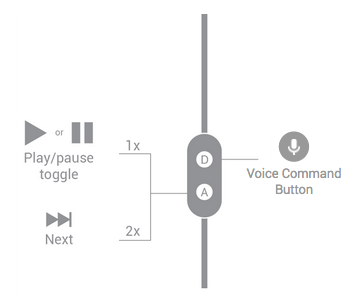 or
Play/pause
toggle
1x
Next
2x
D
A
Voice Command
Button